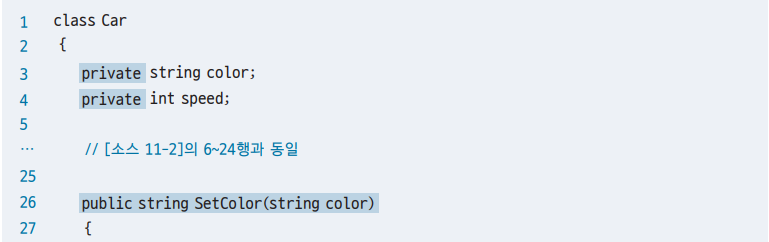 1 class Car
2 {
3 private string color;
4 private int speed;
5
… // [소스 11-2]의 6~24행과 동일
25
26 public string SetColor(string color)
27 {